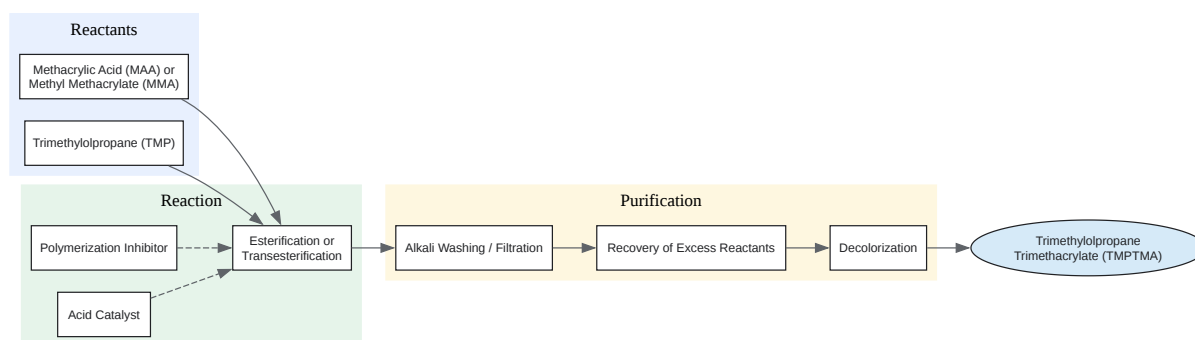 Reactants
Methacrylic Acid (MAA) or
Methyl Methacrylate (MMA)
Trimethylolpropane (TMP)
Reaction
Polymerization Inhibitor
Esterification or
Transesterification
Acid Catalyst
Purification
Alkali Washing / Filtration
Recovery of Excess Reactants
Decolorization
Trimethylolpropane
Trimethacrylate (TMPTMA)